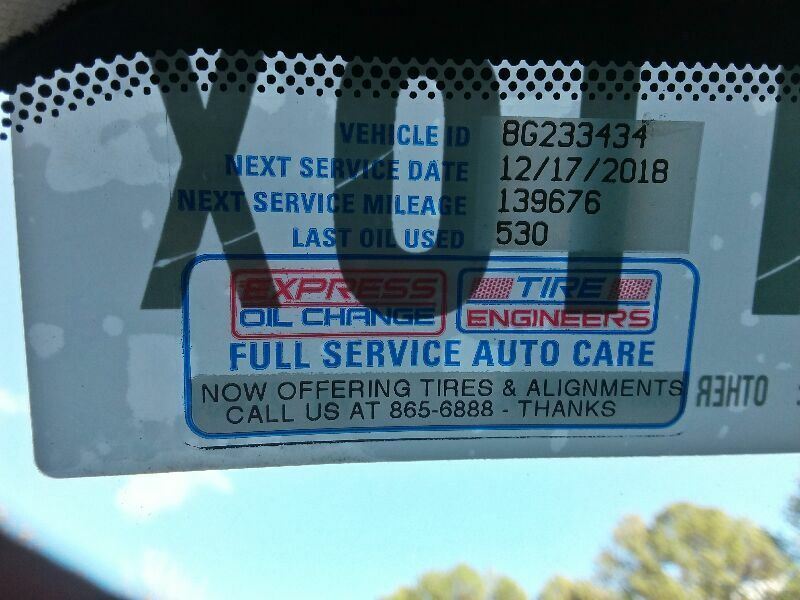 VEHICLE ID 8G233434
NEXT SERVICE DATE 12/17/2018
NEXT SERVICE MILEAGE 139676
LAST OIL USED 530
EXPRESS
OIL CHANGE
TIRE
ENGINEERS
FULL SERVICE AUTO CARE
NOW OFFERING TIRES & ALIGNMENTS
CALL US AT 865-6888 - THANKS
OTHER